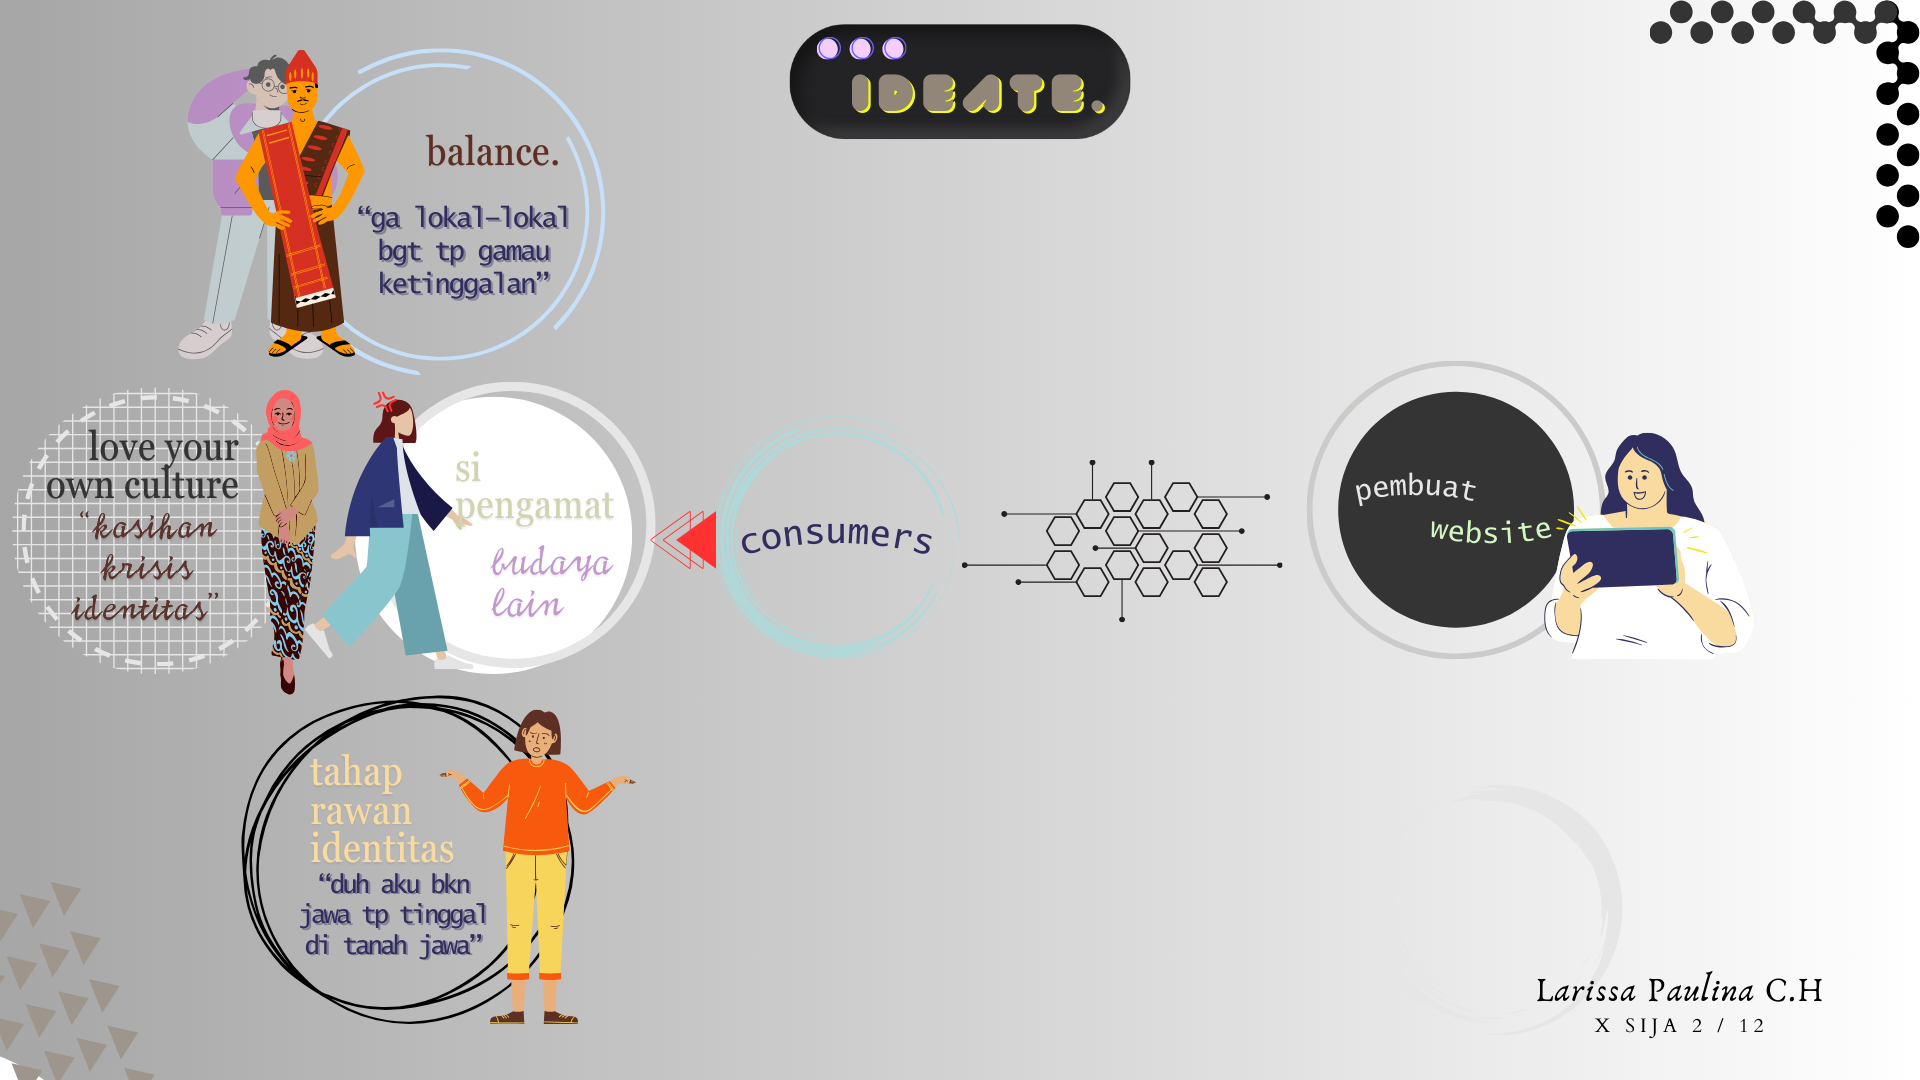 IDEATE.
balance.
“ga lokal-lokal
bgt tp gamau
ketinggalan”
love your
own culture
“kasihan
krisis
identitas”
si
pengamat
budaya
lain
consumers
pembuat
website
tahap
rawan
identitas
“duh aku bkn
jawa tp tinggal
di tanah jawa”
Larissa Paulina C.H
X SIJA 2 / 12